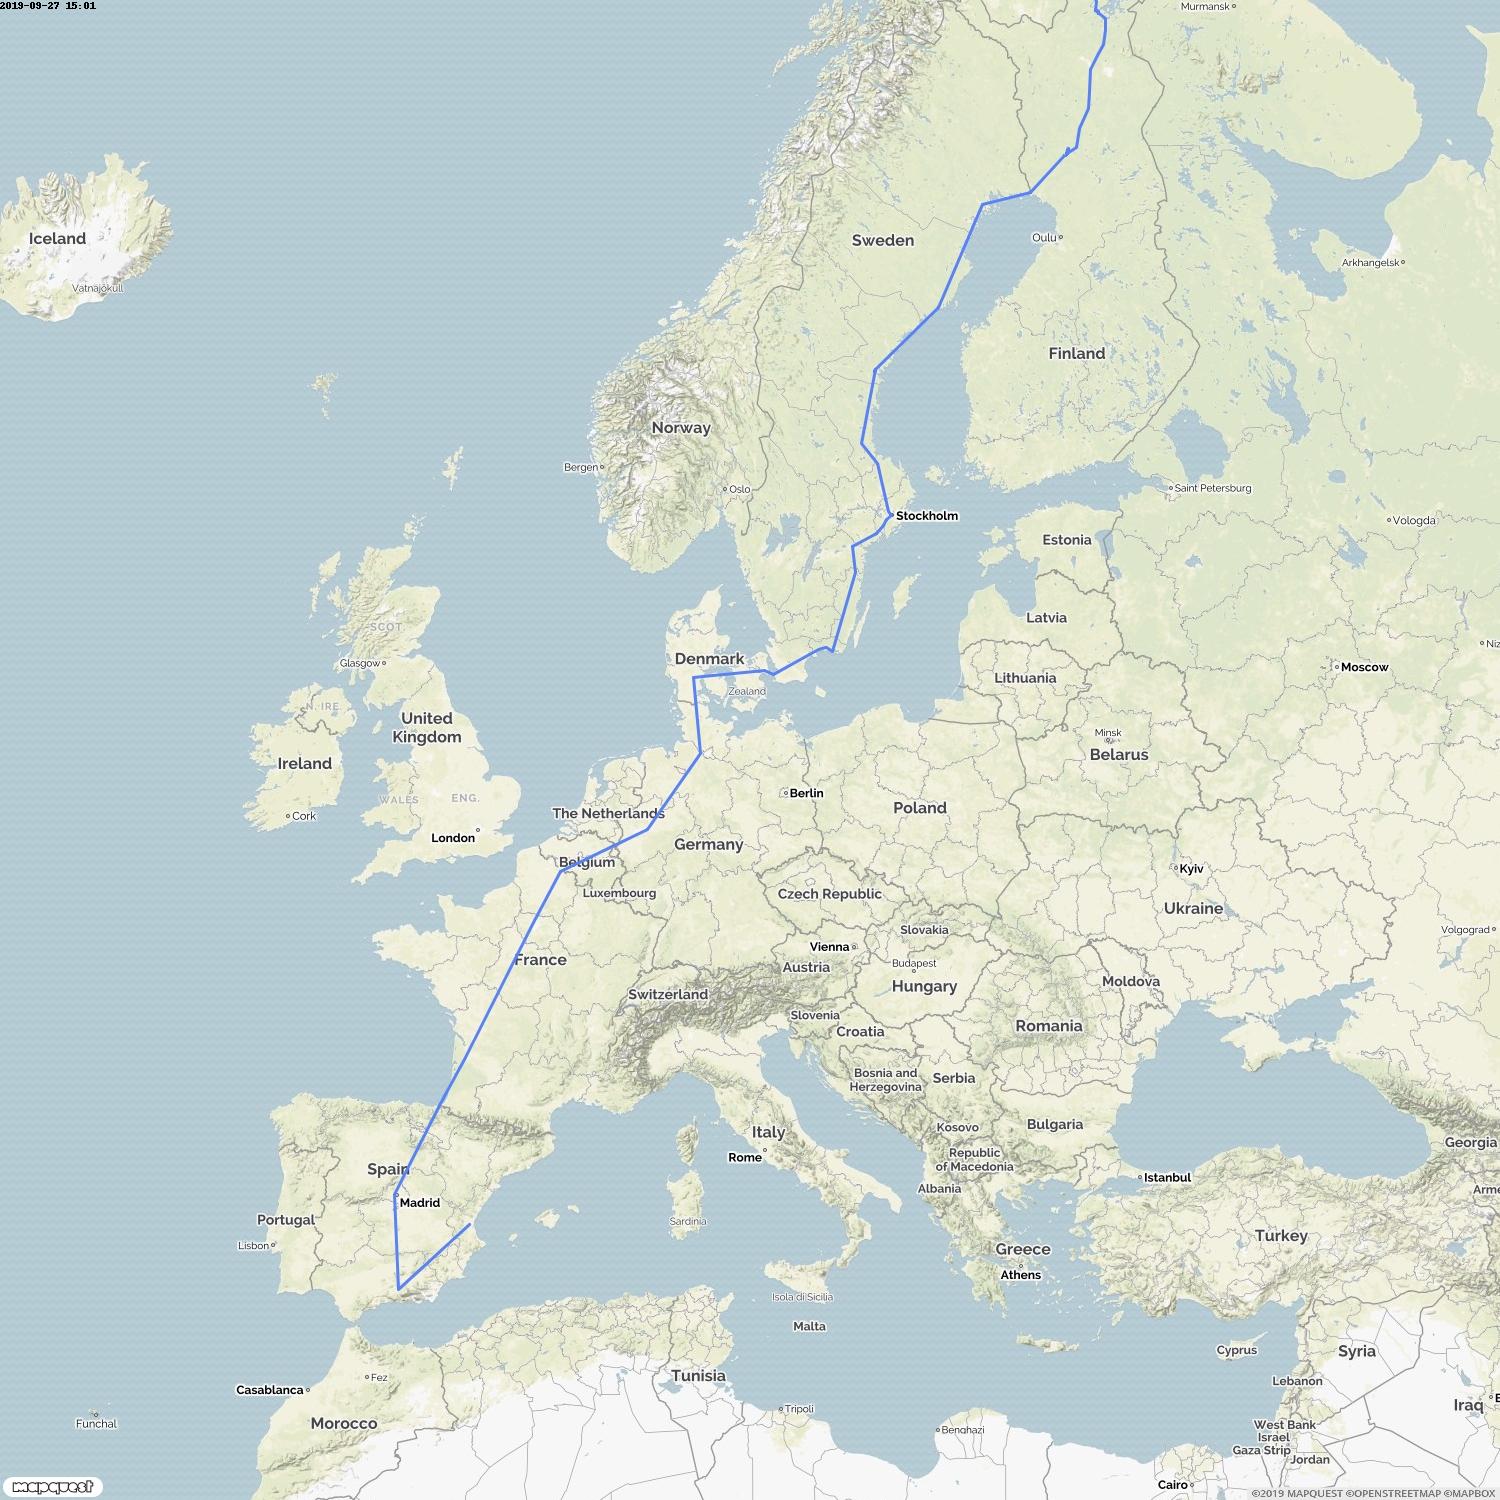 2019-09-27 15:01
Murmansk
Iceland
Vatnajökull
Sweden
Oulu
Arkhangelsk
Finland
Norway
Bergen
Oslo
Saint Petersburg
Stockholm
Vologda
Estonia
SCOT.
Latvia
Glasgow
Denmark
Moscow
Niz
Zealand
Lithuania
N. IRE.
United
Kingdom
Minsk
Belarus
Ireland
WALES
ENG.
Berlin
Cork
The Netherlands
Poland
London
Germany
Belgium
Kyiv
Luxembourg
Czech Republic
Ukraine
Slovakia
Volgograd
Vienna
France
Austria
Budapest
Hungary
Moldova
Switzerland
Slovenia
Romania
Croatia
Bosnia and
Herzegovina
Serbia
Bulgaria
Italy
Kosovo
Georgia
Rome
Republic
of Macedonia
Spain
Istanbul
Albania
Arme
Madrid
Portugal
Sardinia
Lisbon
Turkey
Greece
Athens
Isola di Sicilia
Malta
Cyprus
Syria
Tunisia
Lebanon
Fez
Casablanca
Iraq
B
Tripoli
Funchal
Morocco
Benghazi
West Bank
Israel
Gaza Strip
Jordan
Cairo
mapquest
©2019 MAPQUEST ©OPENSTREETMAP ©MAPBOX